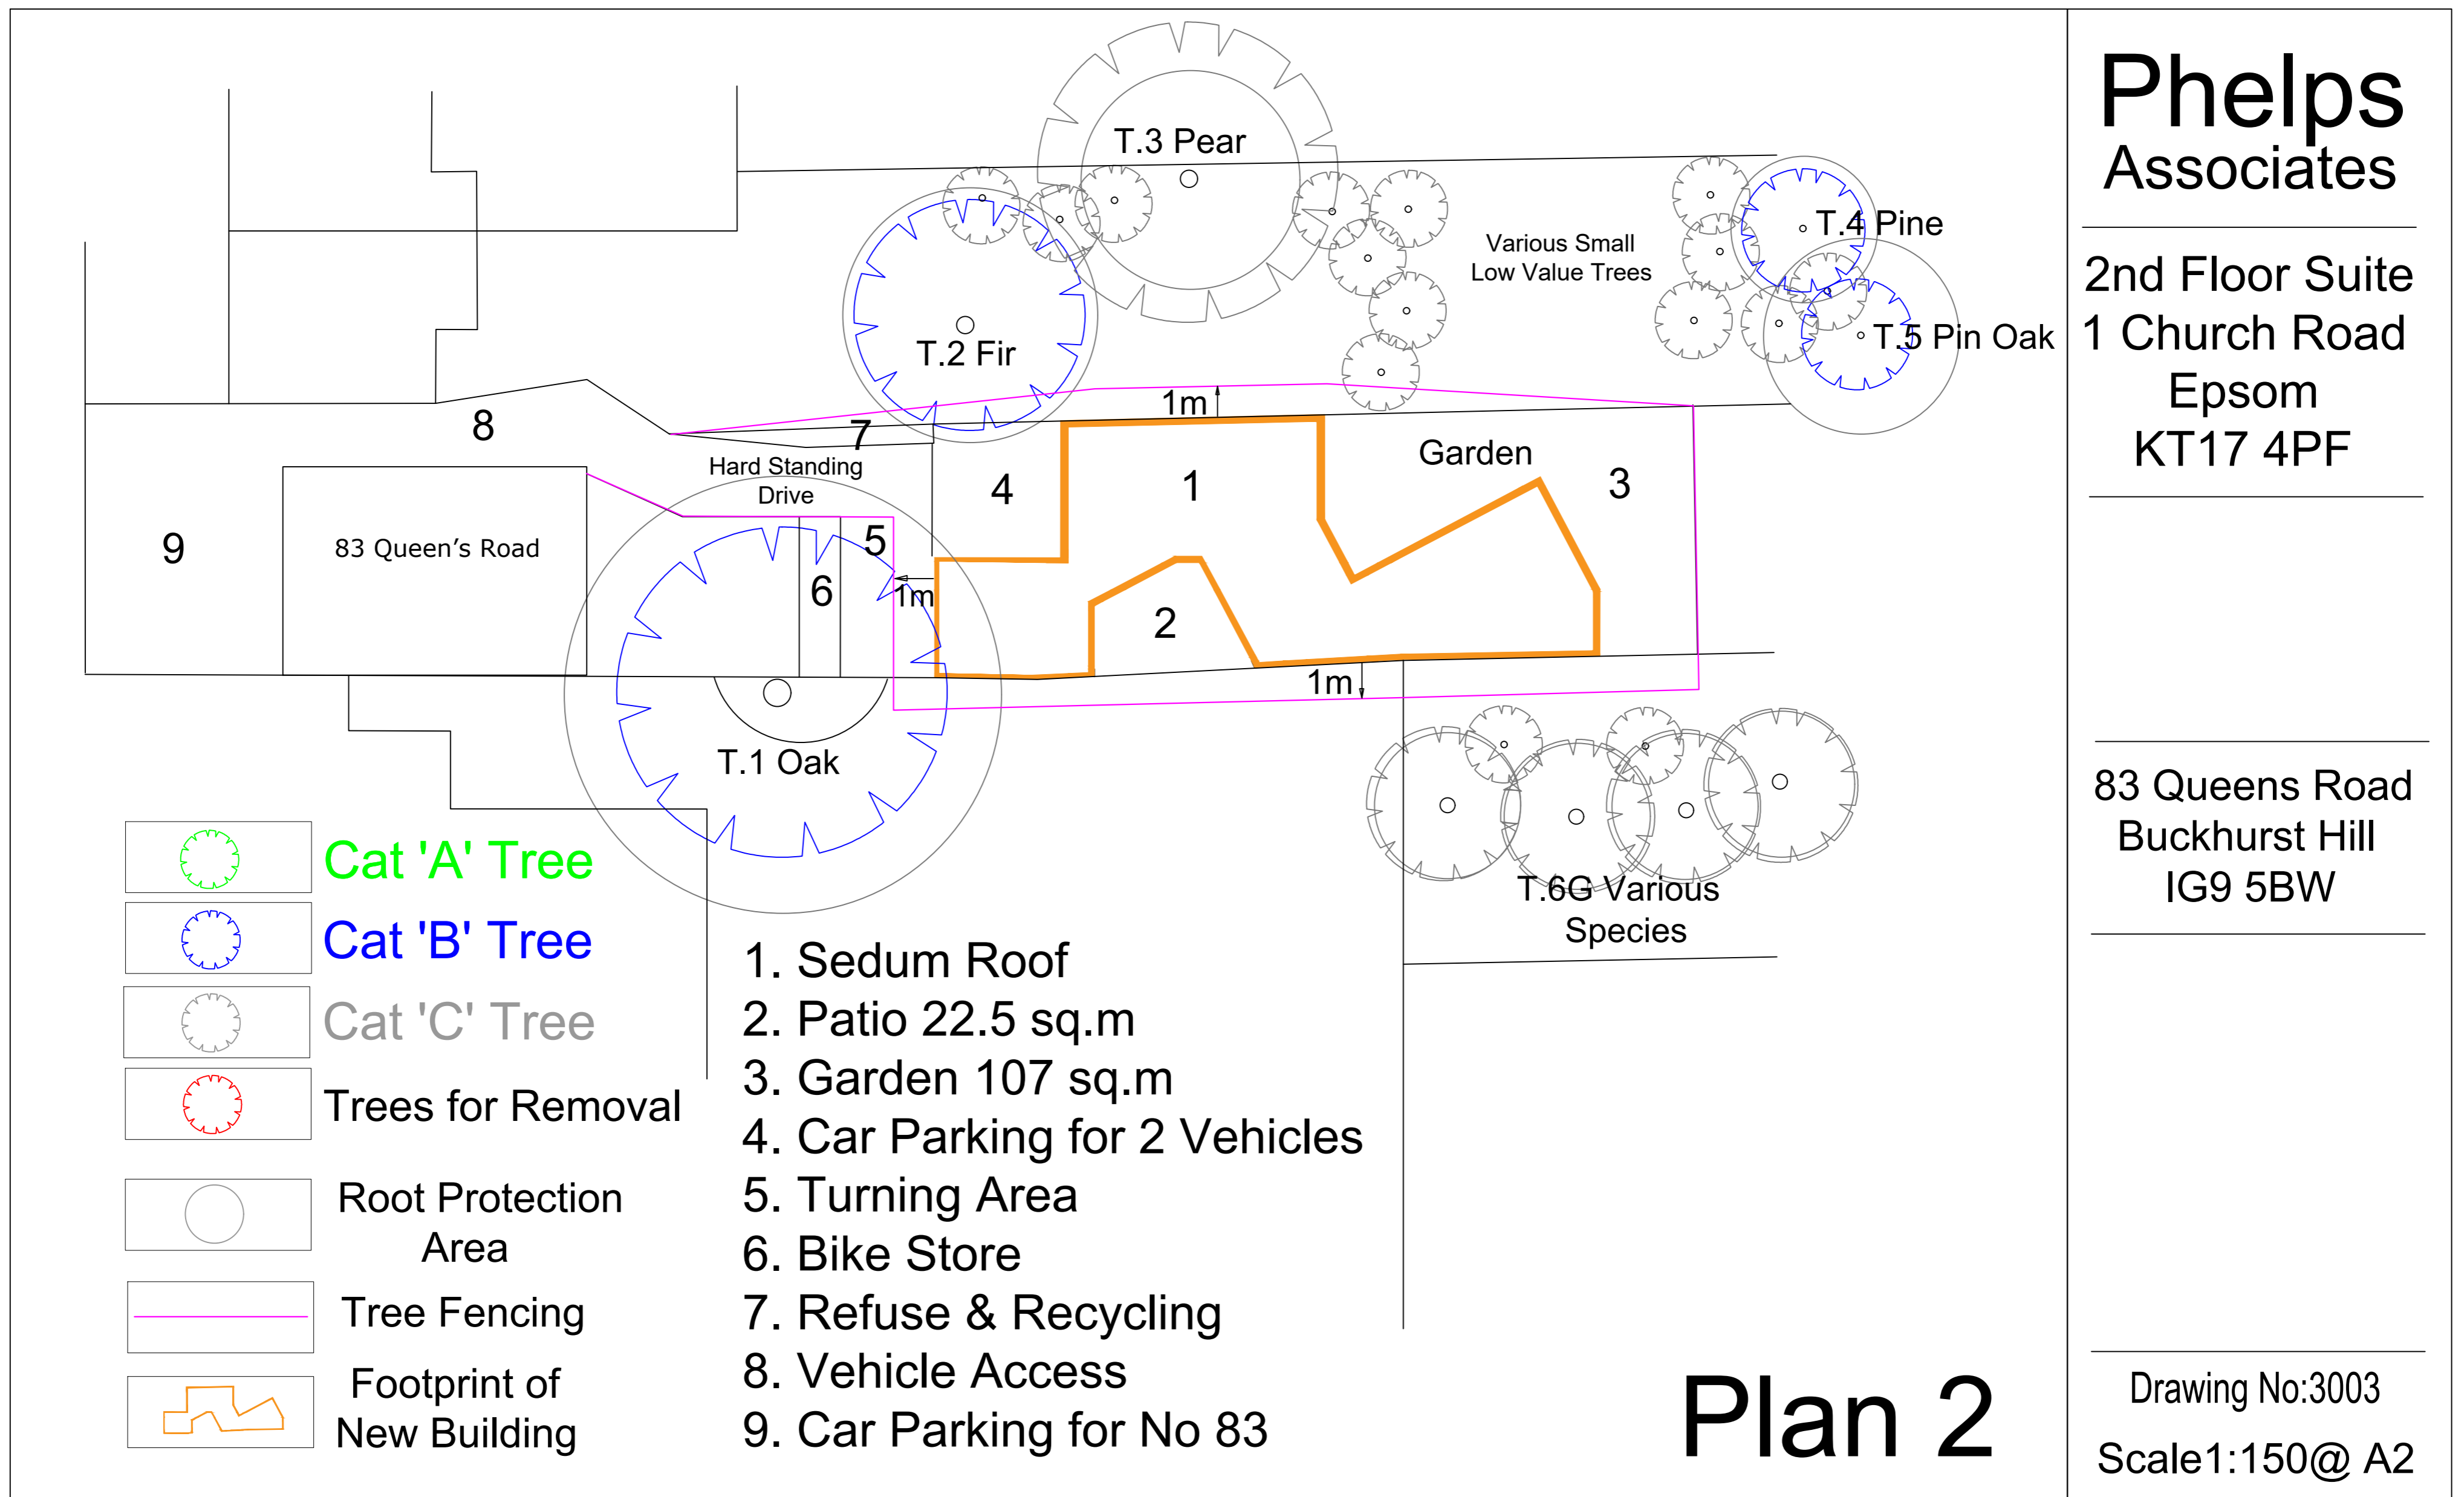 T.3 Pear
T.4 Pine
Various Small
Low Value Trees
T.5 Pin Oak
T.2 Fir
1m
8
7
Hard Standing
Drive
Garden
4
1
3
9
83 Queen’s Road
5
6
1m
2
1m
T.1 Oak
T.6G Various
Species
Cat 'A' Tree
Cat 'B' Tree
Cat 'C' Tree
Trees for Removal
Root Protection
Area
Tree Fencing
Footprint of
New Building
1. Sedum Roof
2. Patio 22.5 sq.m
3. Garden 107 sq.m
4. Car Parking for 2 Vehicles
5. Turning Area
6. Bike Store
7. Refuse & Recycling
8. Vehicle Access
9. Car Parking for No 83
Plan 2
Phelps
Associates
2nd Floor Suite
1 Church Road
Epsom
KT17 4PF
83 Queens Road
Buckhurst Hill
IG9 5BW
Drawing No:3003
Scale1:150@ A2